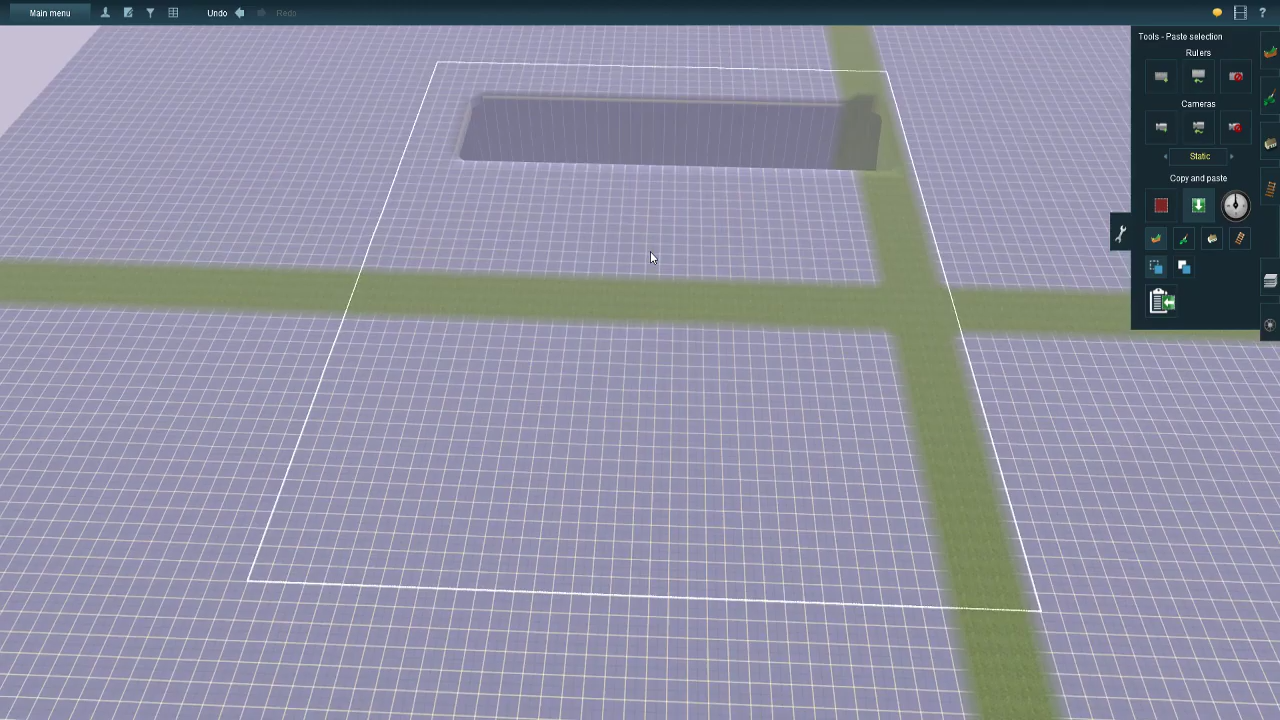 Main menu
Undo
Redo
?
Tools - Paste selection
Rulers
Cameras
Static
Copy and paste